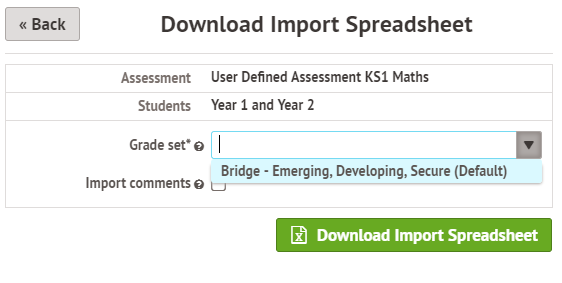 « Back
Download Import Spreadsheet
Assessment User Defined Assessment KS1 Maths
Students Year 1 and Year 2
Grade set*
Bridge - Emerging, Developing, Secure (Default)
Import comments
Download Import Spreadsheet